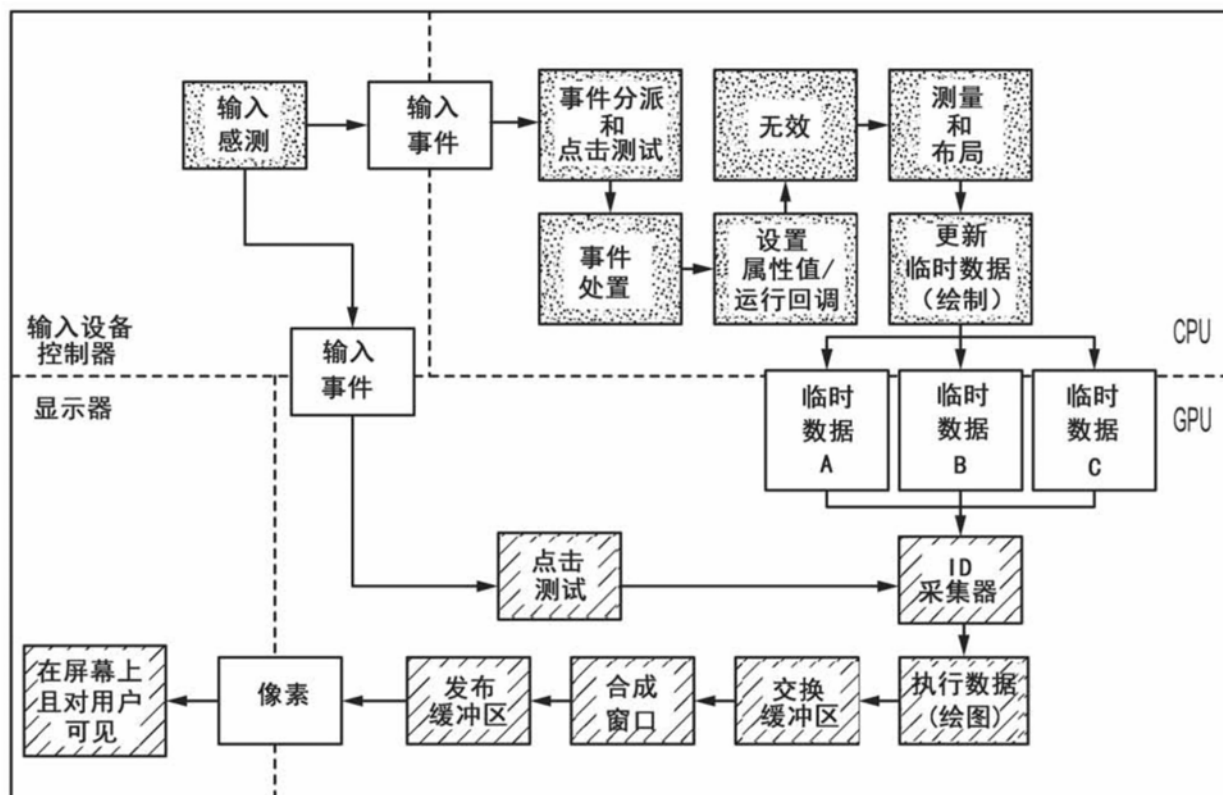 输入
感测
输入
事件
事件分派
和
点击测试
无效
测量
和
布局
事件
处置
设置
属性值/
运行回调
更新
临时数据
(绘制)
输入设备
控制器
输入
事件
CPU
显示器
GPU
临时
数据
A
临时
数据
B
临时
数据
C
点击
测试
ID
采集器
在屏幕上
且对用户
可见
像素
发布
缓冲区
合成
窗口
交换
缓冲区
执行数据
(绘图)